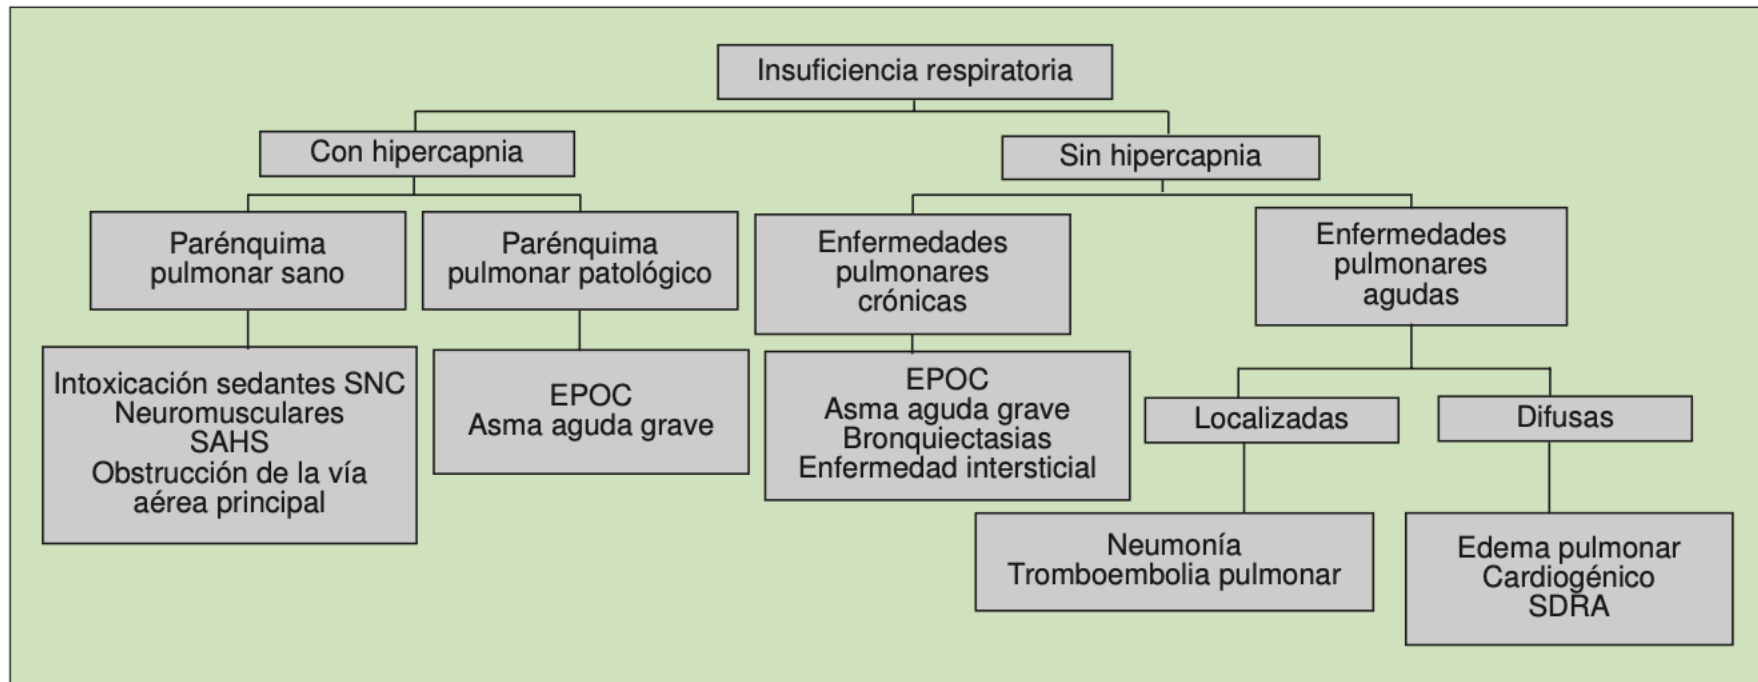 Insuficiencia respiratoria
Con hipercapnia
Sin hipercapnia
Parénquima
pulmonar sano
Parénquima
pulmonar patológico
Enfermedades
pulmonares
crónicas
Enfermedades
pulmonares
agudas
Intoxicación sedantes SNC
Neuromusculares
SAHS
Obstrucción de la vía
aérea principal
EPOC
Asma aguda grave
EPOC
Asma aguda grave
Bronquiectasias
Enfermedad intersticial
Localizadas
Difusas
Neumonía
Tromboembolia pulmonar
Edema pulmonar
Cardiogénico
SDRA